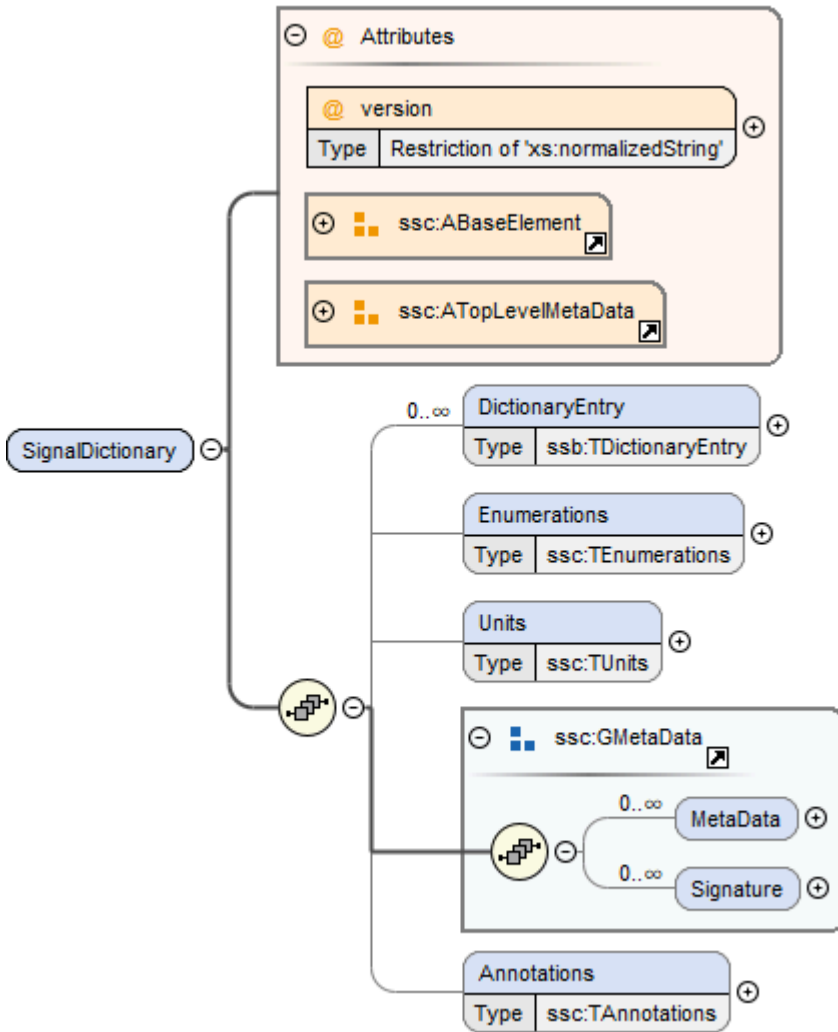 @ Attributes
@ version
Type Restriction of 'xs:normalizedString'
ssc:ABaseElement
ssc:ATopLevelMetaData
SignalDictionary
0..∞ DictionaryEntry
Type ssb:TDictionaryEntry
Enumerations
Type ssc:TEnumerations
Units
Type ssc:TUnits
ssc:GMetaData
0..∞ MetaData
0..∞ Signature
Annotations
Type ssc:TAnnotations